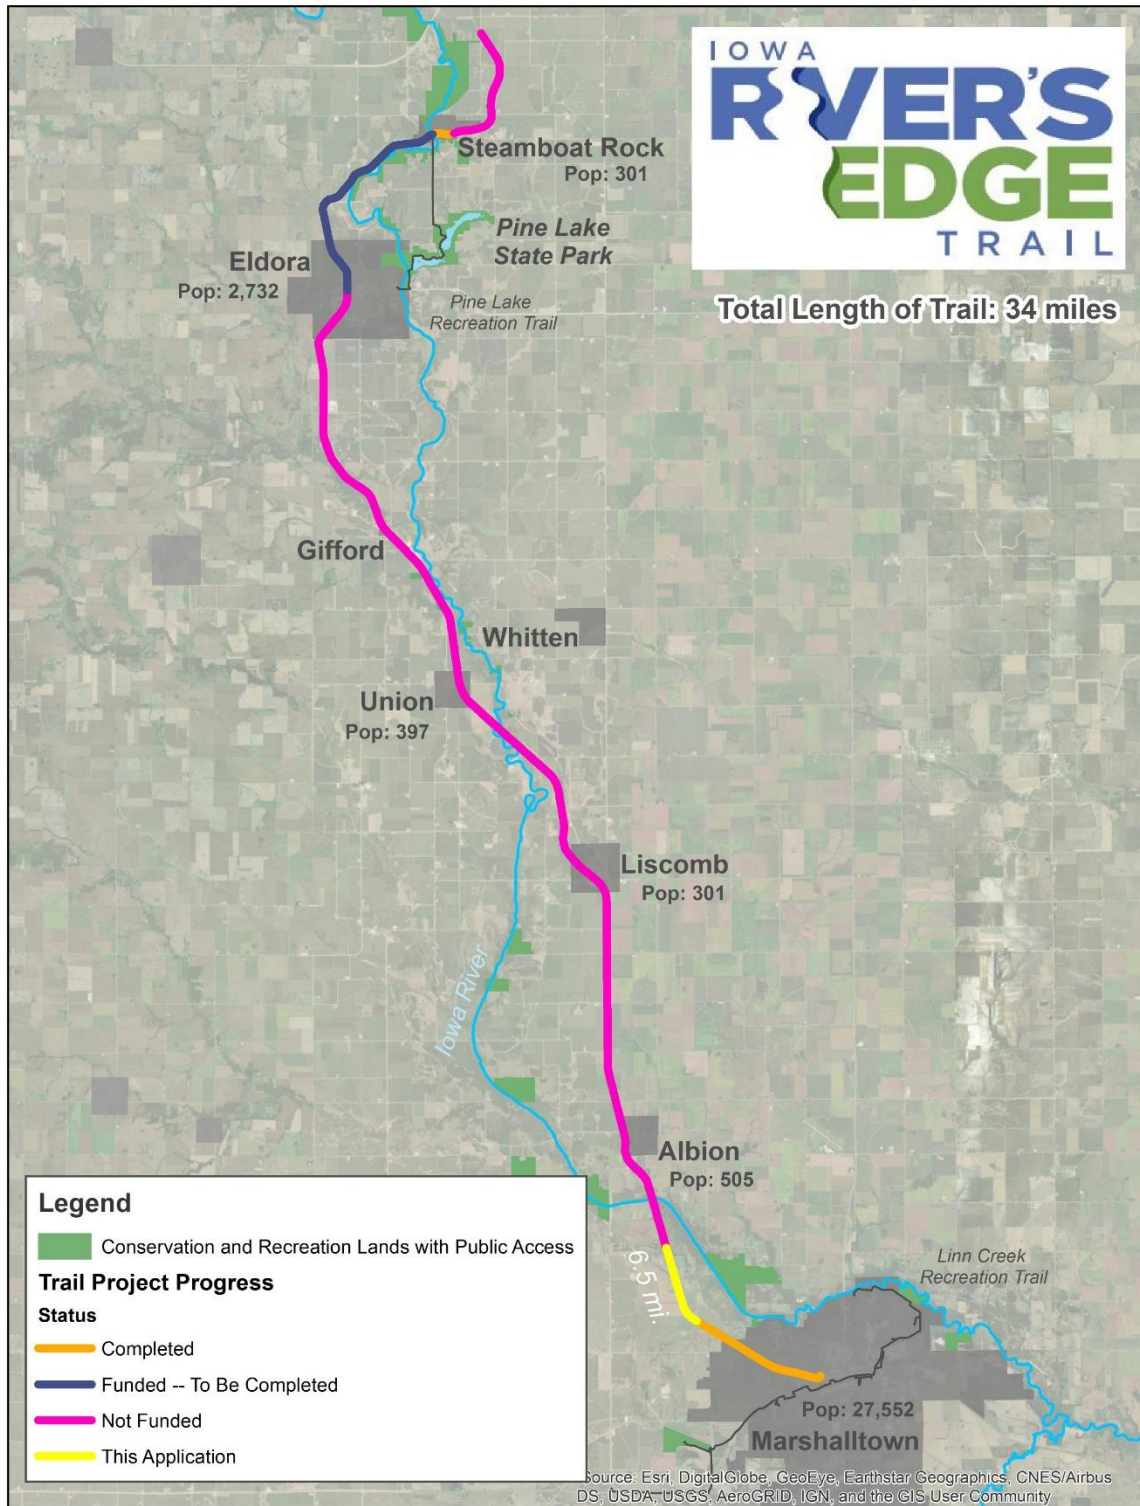 IOWA
RIVER'S
EDGE
TRAIL
Total Length of Trail: 34 miles
Steamboat Rock
Pop: 301
Pine Lake
State Park
Eldora
Pop: 2,732
Pine Lake
Recreation Trail
Gifford
Whitten
Union
Pop: 397
Liscomb
Pop: 301
Iowa River
Albion
Pop: 505
6.5 mi.
Linn Creek
Recreation Trail
Pop: 27,552
Marshalltown
Legend
Conservation and Recreation Lands with Public Access
Trail Project Progress
Status
Completed
Funded -- To Be Completed
Not Funded
This Application
Source: Esri, DigitalGlobe, GeoEye, Earthstar Geographics, CNES/Airbus
DS, USDA, USGS, AeroGRID, IGN, and the GIS User Community